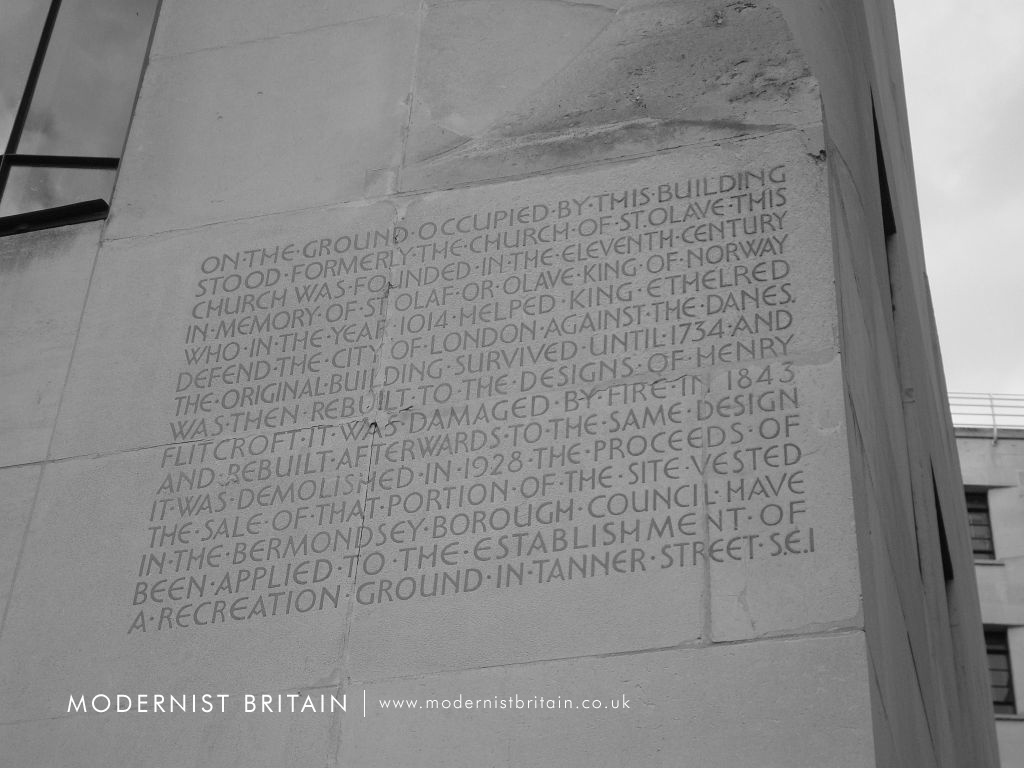 ON·THE·GROUND·OCCUPIED·BY·THIS·BUILDING
STOOD·FORMERLY·THE·CHURCH·OF·ST.OLAVE·THIS
CHURCH WAS·FOUNDED·IN·THE·ELEVENTH·CENTURY
IN·MEMORY·OF·ST OLAF·OR·OLAVE·KING·OF·NORWAY
WHO·IN·THE·YEAR·1014·HELPED·KING·ETHELRED
DEFEND·THE·CITY·OF·LONDON·AGAINST·THE·DANES.
THE·ORIGINAL·BUILDING·SURVIVED·UNTIL·1734·AND
WAS·THEN·REBUILT·TO·THE·DESIGNS·OF·HENRY
FLITCROFT·IT·WAS·DAMAGED·BY·FIRE·IN·1843
AND·REBUILT·AFTERWARDS·TO·THE·SAME·DESIGN
IT·WAS·DEMOLISHED·IN·1928·THE·PROCEEDS·OF
THE·SALE·OF·THAT·PORTION·OF·THE·SITE·VESTED
IN·THE·BERMONDSEY·BOROUGH·COUNCIL·HAVE
BEEN·APPLIED·TO·THE·ESTABLISHMENT·OF
A·RECREATION·GROUND·IN·TANNER·STREET·S.E.1
MODERNIST BRITAIN | www.modernistbritain.co.uk